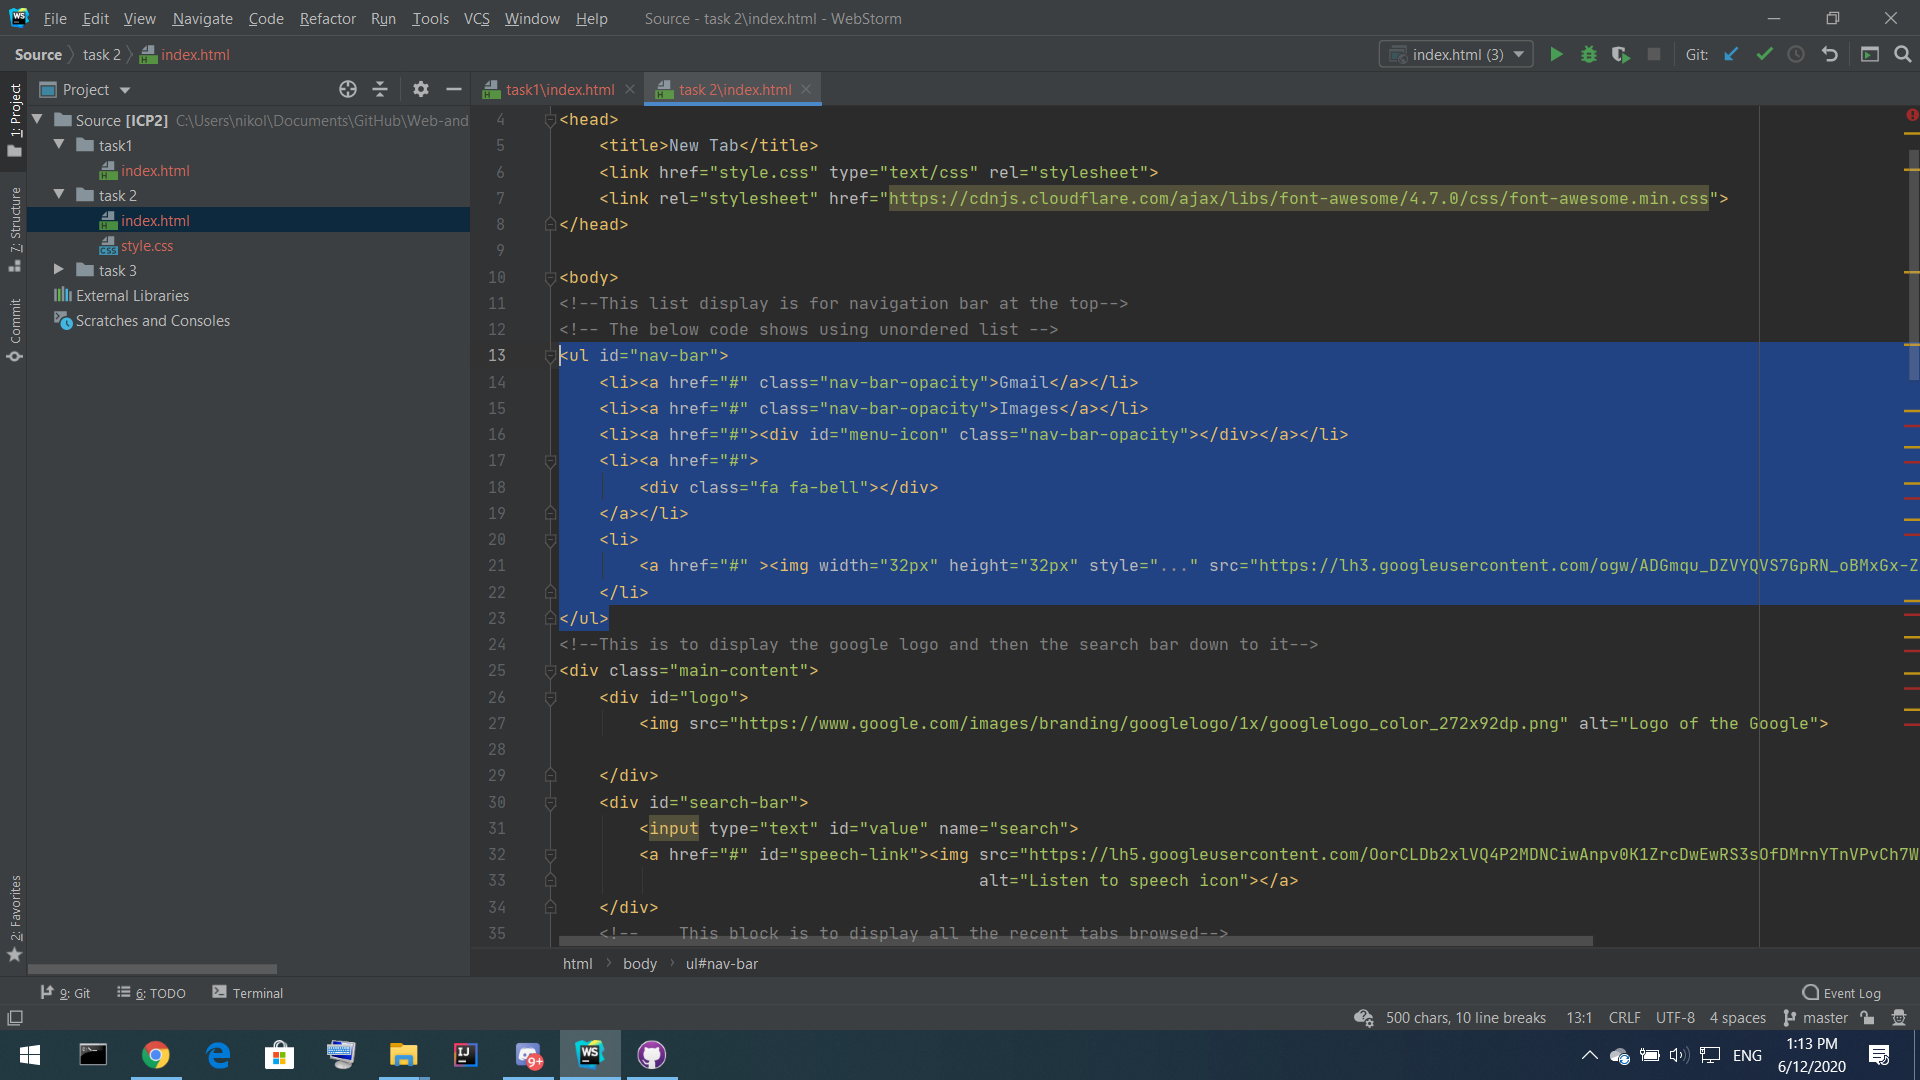 File Edit View Navigate Code Refactor Run Tools VCS Window Help Source - task 2\index.html - WebStorm
Source task 2 index.html
index.html (3) Git:
1: Project
7: Structure
Commit
2: Favorites
Project
Source [ICP2] C:\Users\nikol\Documents\GitHub\Web-and
task1
index.html
task 2
index.html
style.css
task 3
External Libraries
Scratches and Consoles
task1\index.html task 2\index.html
4 <head>
5 <title>New Tab</title>
6 <link href="style.css" type="text/css" rel="stylesheet">
7 <link rel="stylesheet" href="https://cdnjs.cloudflare.com/ajax/libs/font-awesome/4.7.0/css/font-awesome.min.css">
8 </head>
9
10 <body>
11 <!--This list display is for navigation bar at the top-->
12 <!-- The below code shows using unordered list -->
13 <ul id="nav-bar">
14 <li><a href="#" class="nav-bar-opacity">Gmail</a></li>
15 <li><a href="#" class="nav-bar-opacity">Images</a></li>
16 <li><a href="#"><div id="menu-icon" class="nav-bar-opacity"></div></a></li>
17 <li><a href="#">
18 <div class="fa fa-bell"></div>
19 </a></li>
20 <li>
21 <a href="#" ><img width="32px" height="32px" style="..." src="https://lh3.googleusercontent.com/ogw/ADGmqu_DZVYQVS7GpRN_oBMxGx-Z
22 </li>
23 </ul>
24 <!--This is to display the google logo and then the search bar down to it-->
25 <div class="main-content">
26 <div id="logo">
27 <img src="https://www.google.com/images/branding/googlelogo/1x/googlelogo_color_272x92dp.png" alt="Logo of the Google">
28
29 </div>
30 <div id="search-bar">
31 <input type="text" id="value" name="search">
32 <a href="#" id="speech-link"><img src="https://lh5.googleusercontent.com/OorCLDb2xlVQ4P2MDNCiwAnpv0K1ZrcDwEwRS3sOfDMrnYTnVPvCh7W
33 alt="Listen to speech icon"></a>
34 </div>
35 <!-- This block is to display all the recent tabs browsed-->
html body ul#nav-bar
9: Git 6: TODO Terminal Event Log
500 chars, 10 line breaks 13:1 CRLF UTF-8 4 spaces master
9+
ENG
1:13 PM
6/12/2020